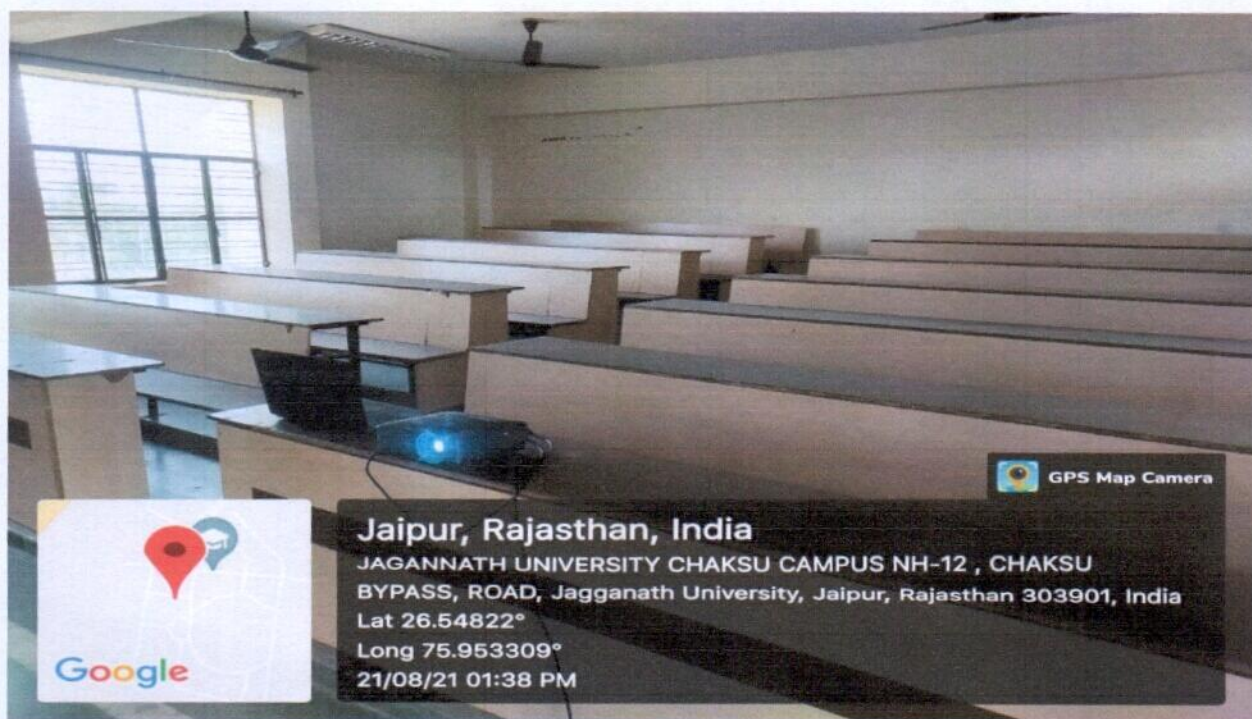 GPS Map Camera
Jaipur, Rajasthan, India
JAGANNATH UNIVERSITY CHAKSU CAMPUS NH-12 , CHAKSU
BYPASS, ROAD, Jagganath University, Jaipur, Rajasthan 303901, India
Lat 26.54822°
Long 75.953309°
21/08/21 01:38 PM
Google